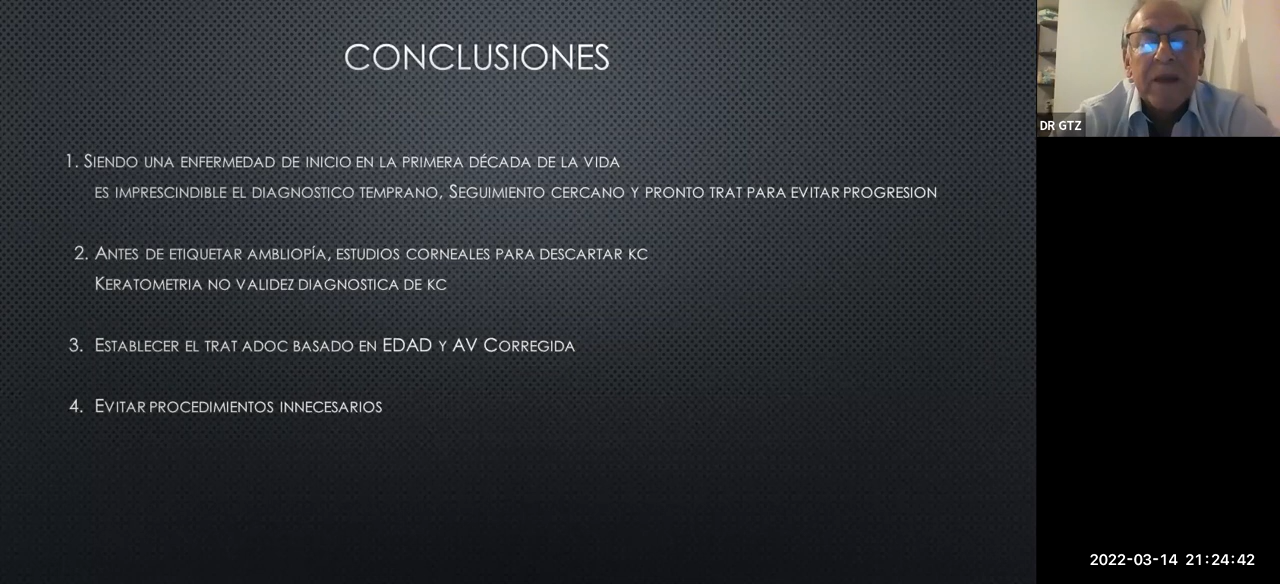 CONCLUSIONES
1. SIENDO UNA ENFERMEDAD DE INICIO EN LA PRIMERA DÉCADA DE LA VIDA
ES IMPRESCINDIBLE EL DIAGNOSTICO TEMPRANO, SEGUIMIENTO CERCANO Y PRONTO TRAT PARA EVITAR PROGRESION
2. ANTES DE ETIQUETAR AMBLIOPÍA, ESTUDIOS CORNEALES PARA DESCARTAR KC
KERATOMETRIA NO VALIDEZ DIAGNOSTICA DE KC
3. ESTABLECER EL TRAT ADOC BASADO EN EDAD Y AV CORREGIDA
4. EVITAR PROCEDIMIENTOS INNECESARIOS
DR GTZ
2022-03-14 21:24:42